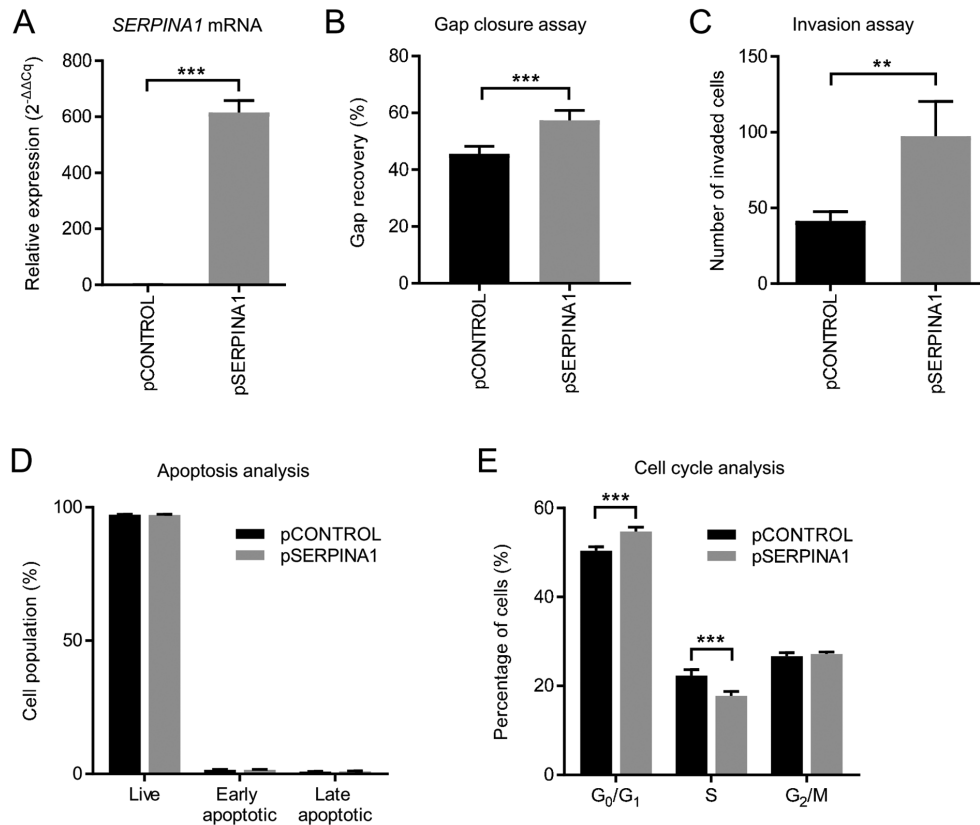 A
SERPINA1 mRNA
Relative expression (2-ΔΔCq)
800
600
400
200
0
***
pCONTROL
pSERPINA1
B
Gap closure assay
Gap recovery (%)
80
60
40
20
0
***
pCONTROL
pSERPINA1
C
Invasion assay
Number of invaded cells
150
100
50
0
**
pCONTROL
pSERPINA1
D
Apoptosis analysis
Cell population (%)
100
50
0
pCONTROL
pSERPINA1
Live
Early
apoptotic
Late
apoptotic
E
Cell cycle analysis
Percentage of cells (%)
60
40
20
0
***
***
pCONTROL
pSERPINA1
G0/G1
S
G2/M